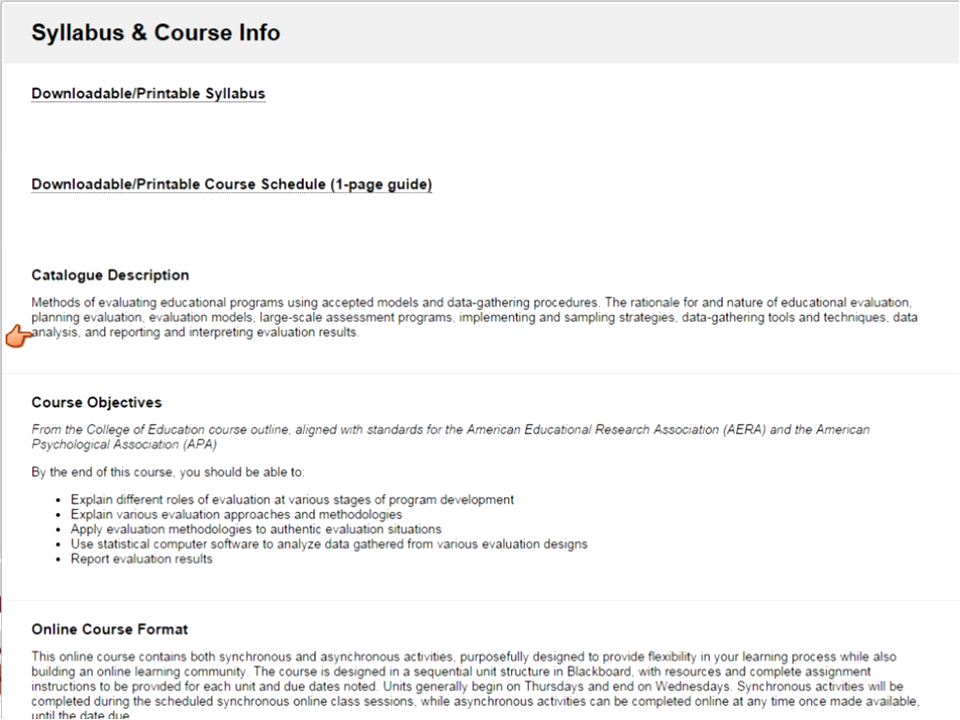 Syllabus & Course Info
Downloadable/Printable Syllabus
Downloadable/Printable Course Schedule (1-page guide)
Catalogue Description
Methods of evaluating educational programs using accepted models and data-gathering procedures. The rationale for and nature of educational evaluation,
planning evaluation, evaluation models, large-scale assessment programs, implementing and sampling strategies, data-gathering tools and techniques, data
analysis, and reporting and interpreting evaluation results.
Course Objectives
From the College of Education course outline, aligned with standards for the American Educational Research Association (AERA) and the American
Psychological Association (APA)
By the end of this course, you should be able to:
• Explain different roles of evaluation at various stages of program development
• Explain various evaluation approaches and methodologies
• Apply evaluation methodologies to authentic evaluation situations
• Use statistical computer software to analyze data gathered from various evaluation designs
• Report evaluation results
Online Course Format
This online course contains both synchronous and asynchronous activities, purposefully designed to provide flexibility in your learning process while also
building an online learning community. The course is designed in a sequential unit structure in Blackboard, with resources and complete assignment
instructions to be provided for each unit and due dates noted. Units generally begin on Thursdays and end on Wednesdays. Synchronous activities will be
completed during the scheduled synchronous online class sessions, while asynchronous activities can be completed online at any time once made available,
until the date due